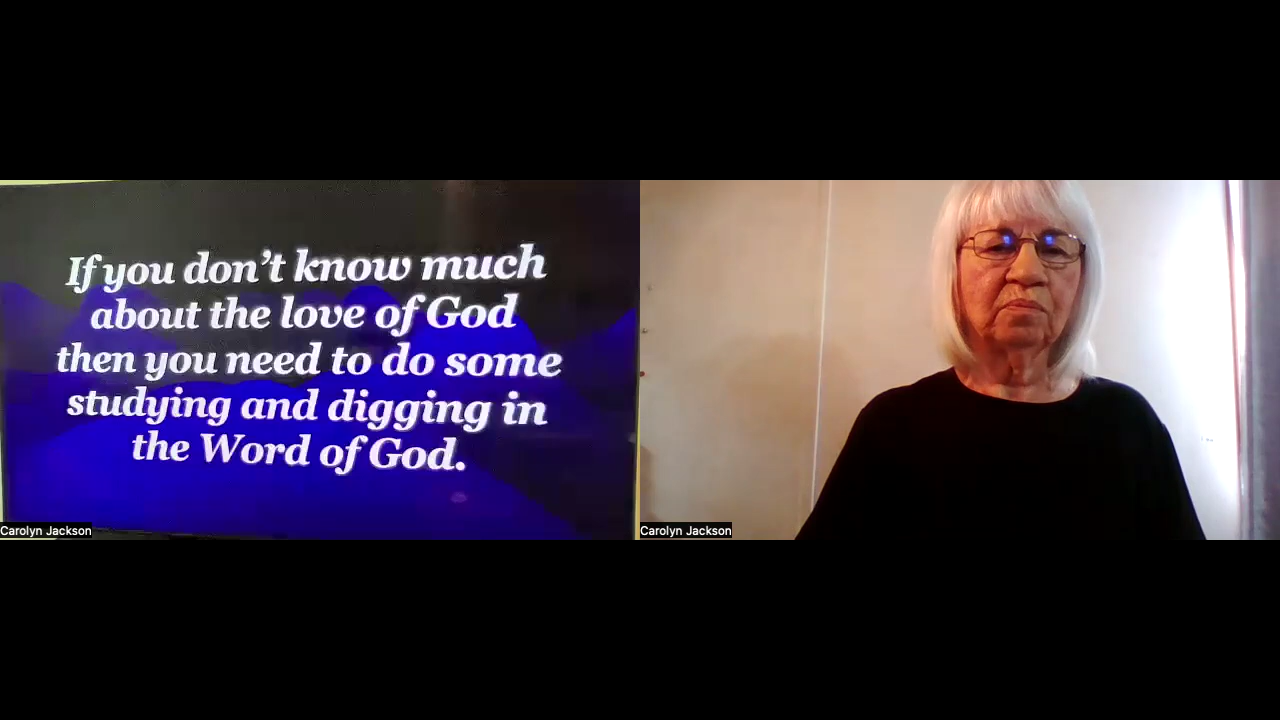 If you don't know much
about the love of God
then you need to do some
studying and digging in
the Word of God.
Carolyn Jackson
Carolyn Jackson